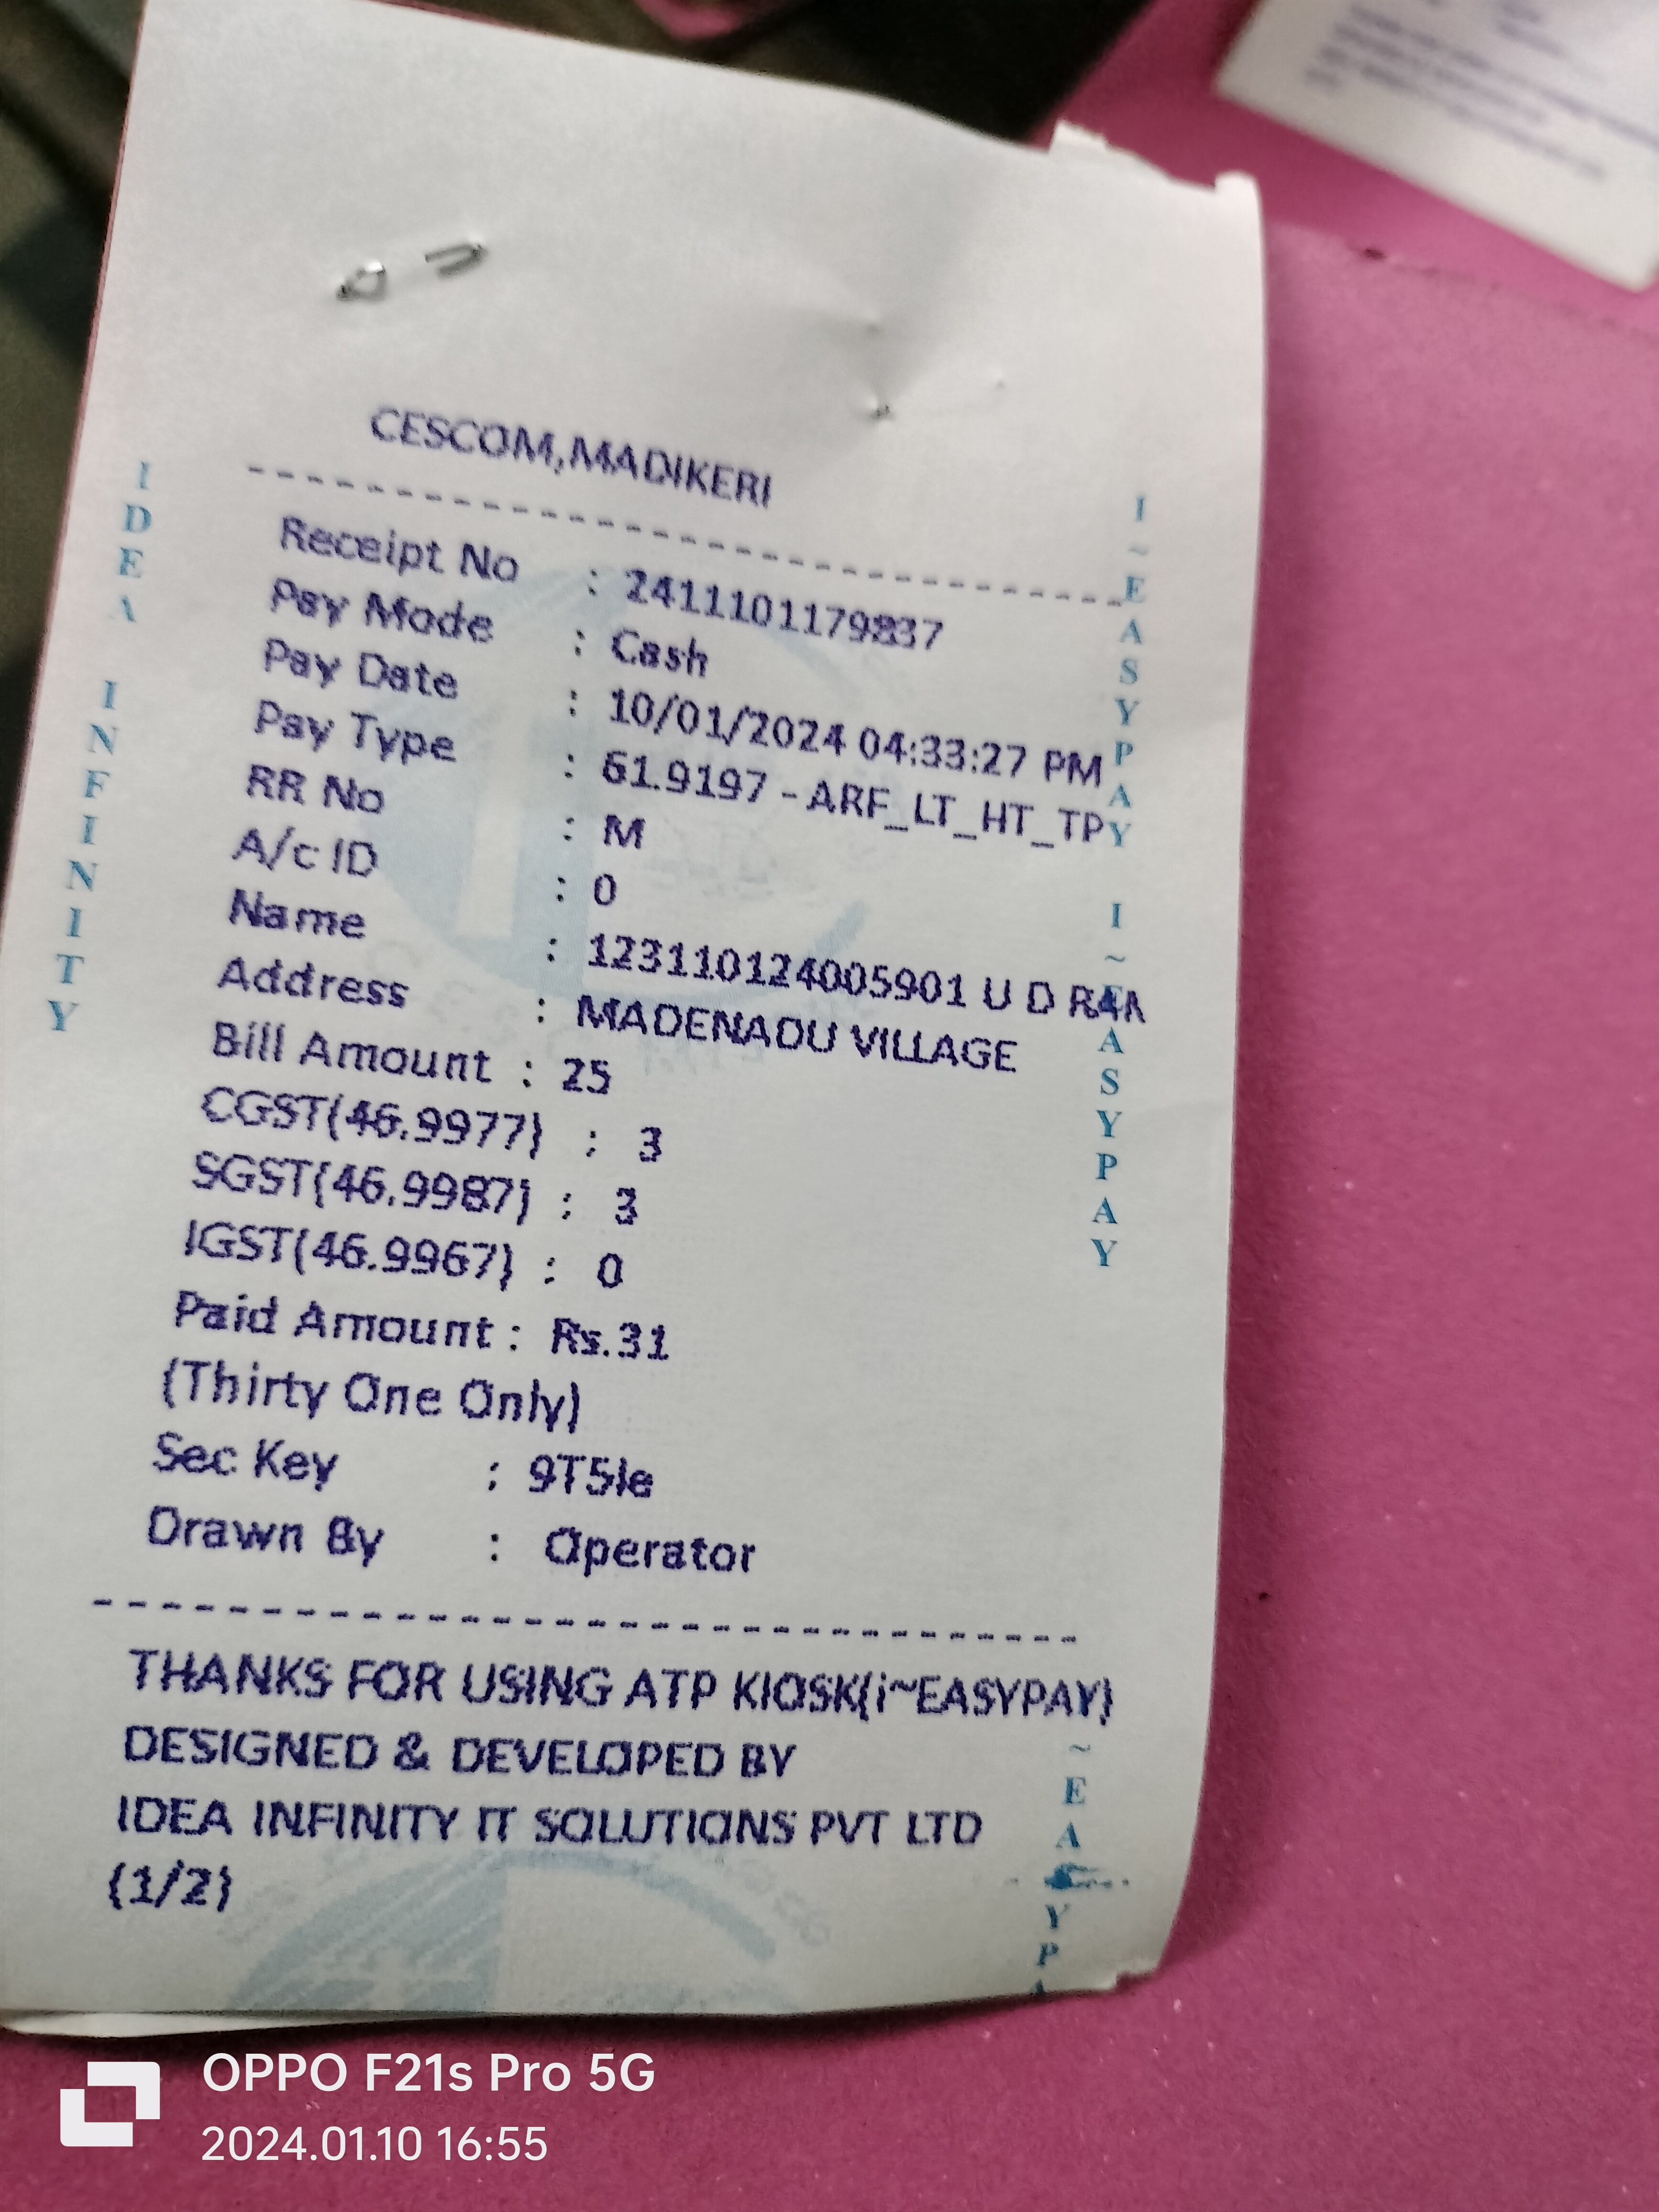 CESCOM,MADIKERI
Receipt No : 2411101179837
Pay Mode : Cash
Pay Date : 10/01/2024 04:33:27 PM
Pay Type : 61.9197 - ARF_LT_HT_TP
RR No : M
A/c ID : 0
Name : 123110124005901 U D
Address : MADENADU VILLAGE
Bill Amount : 25
CGST(46.9977) : 3
SGST(46.9987) : 3
IGST(46.9967) : 0
Paid Amount : Rs.31
(Thirty One Only)
Sec Key : 9T5le
Drawn By : Operator
THANKS FOR USING ATP KIOSK(i~EASYPAY)
DESIGNED & DEVELOPED BY
IDEA INFINITY IT SOLUTIONS PVT LTD
(1/2)
IDEA INFINITY
I~EASYPAY I~EASYPAY
~EASYPA
OPPO F21s Pro 5G
2024.01.10 16:55